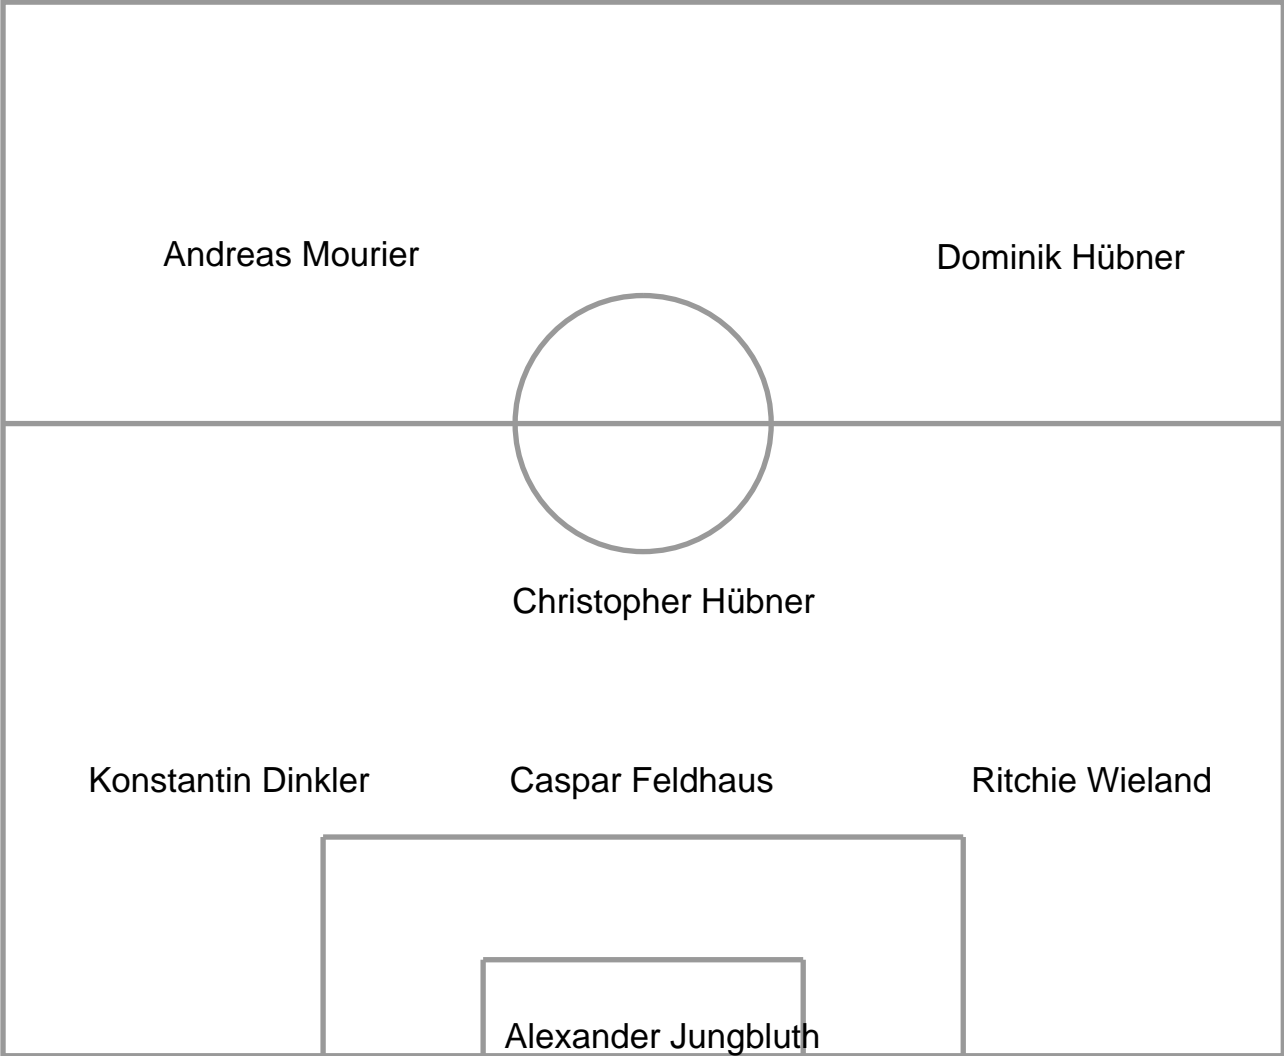 Andreas Mourier
Dominik Hübner
Christopher Hübner
Konstantin Dinkler
Caspar Feldhaus
Ritchie Wieland
Alexander Jungbluth